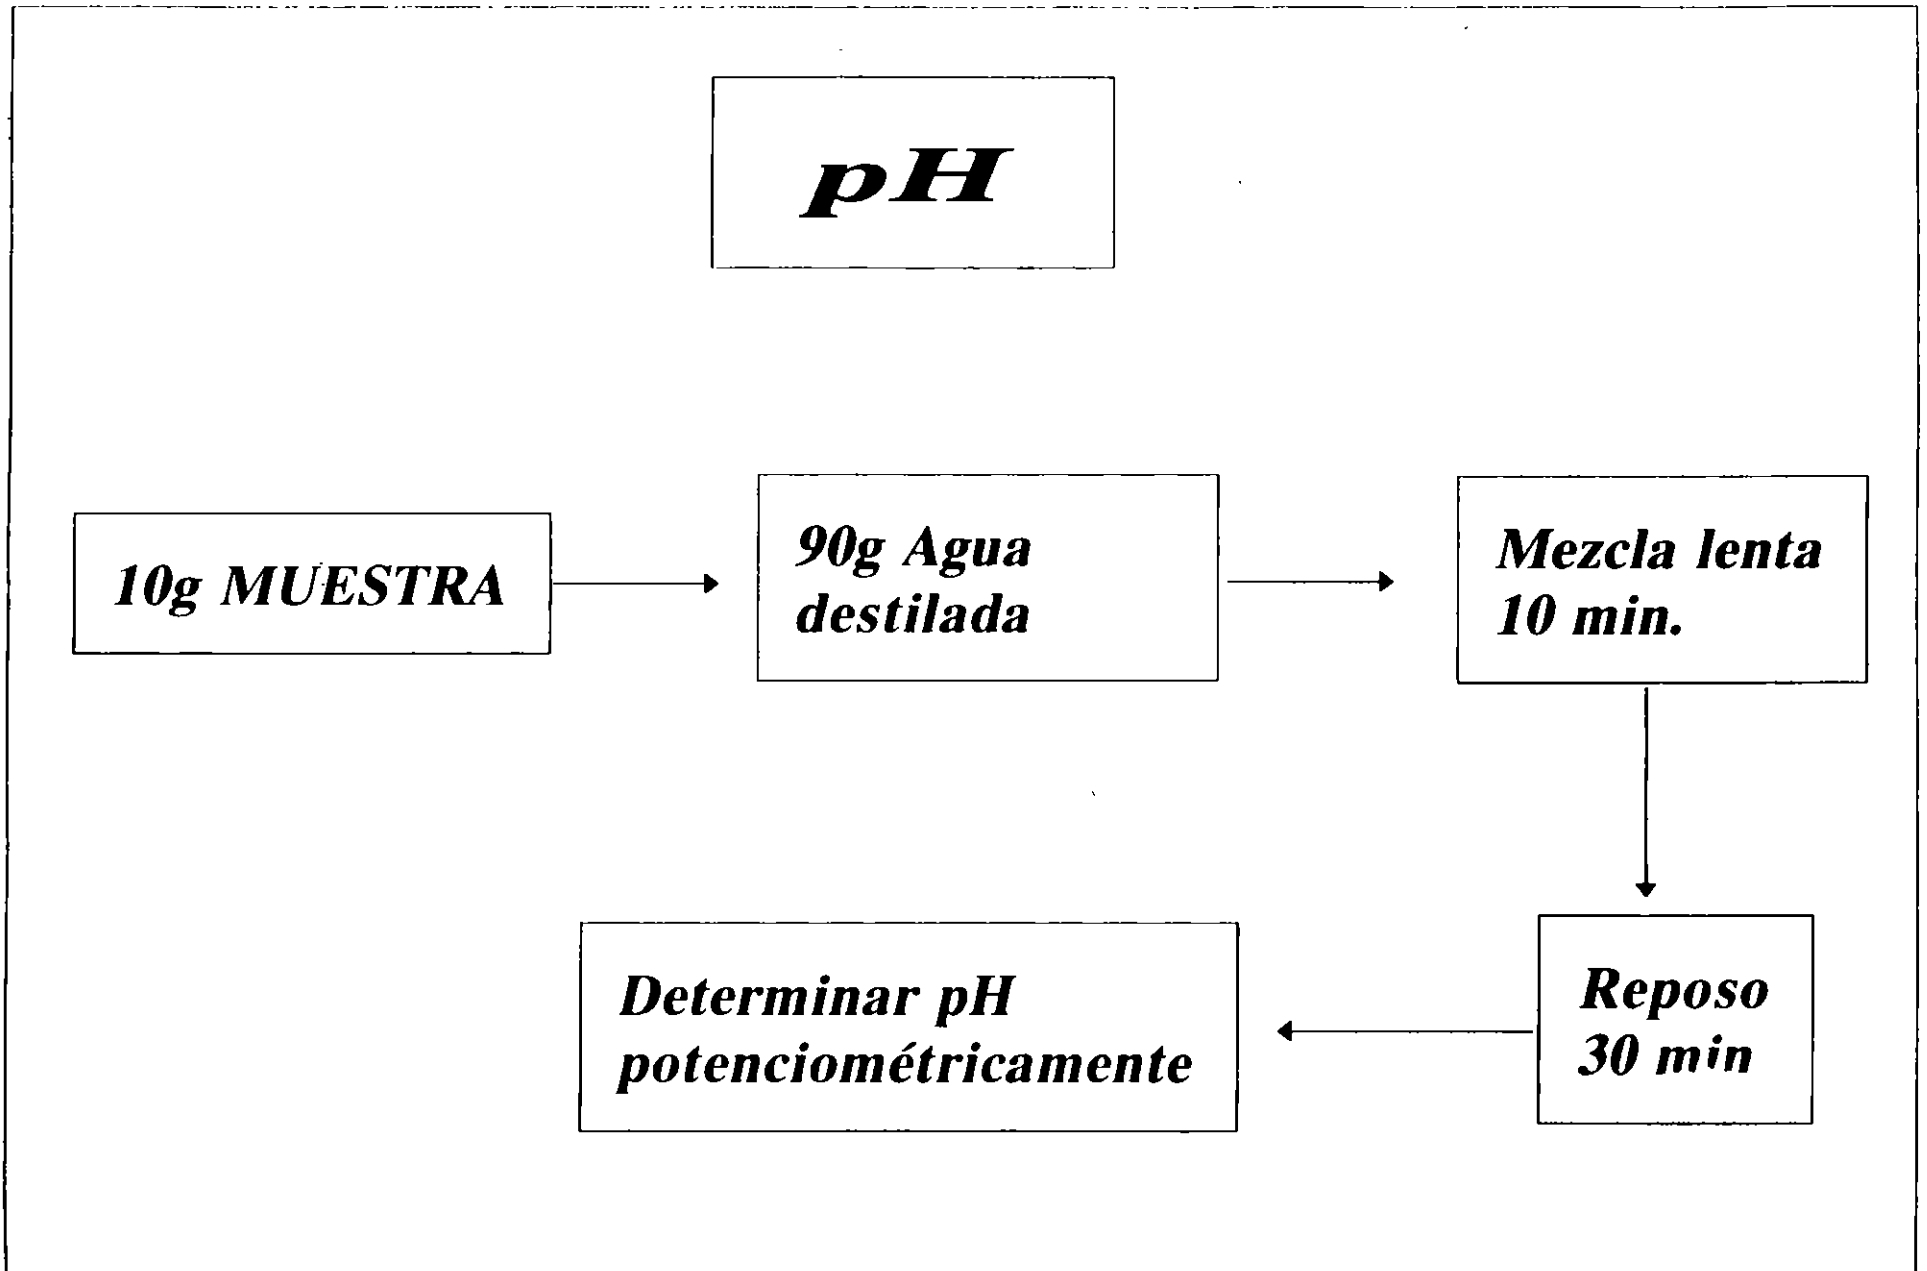 pH
10g MUESTRA
90g Agua
destilada
Mezcla lenta
10 min.
Reposo
30 min
Determinar pH
potenciométricamente